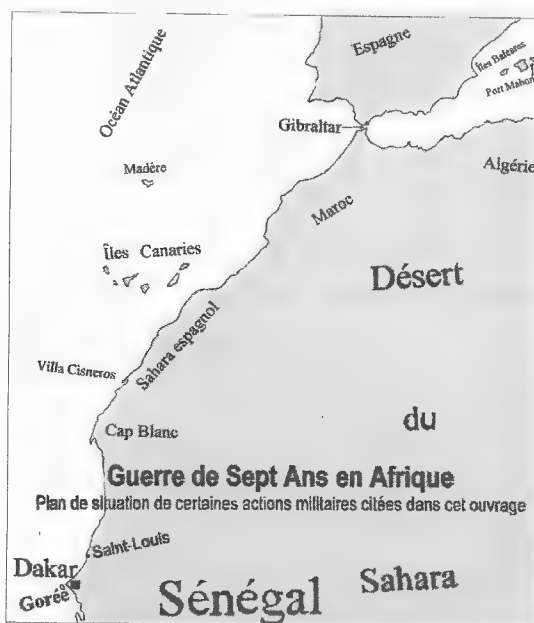 Océan Atlantique
Espagne
Îles Baleares
Port Mahon
Gibraltar
Algérie
Madère
Maroc
Îles Canaries
Désert
Sahara espagnol
Villa Cisneros
Cap Blanc
du
Guerre de Sept Ans en Afrique
Plan de situation de certaines actions militaires citées dans cet ouvrage
Saint-Louis
Dakar
Gorée
Sénégal
Sahara